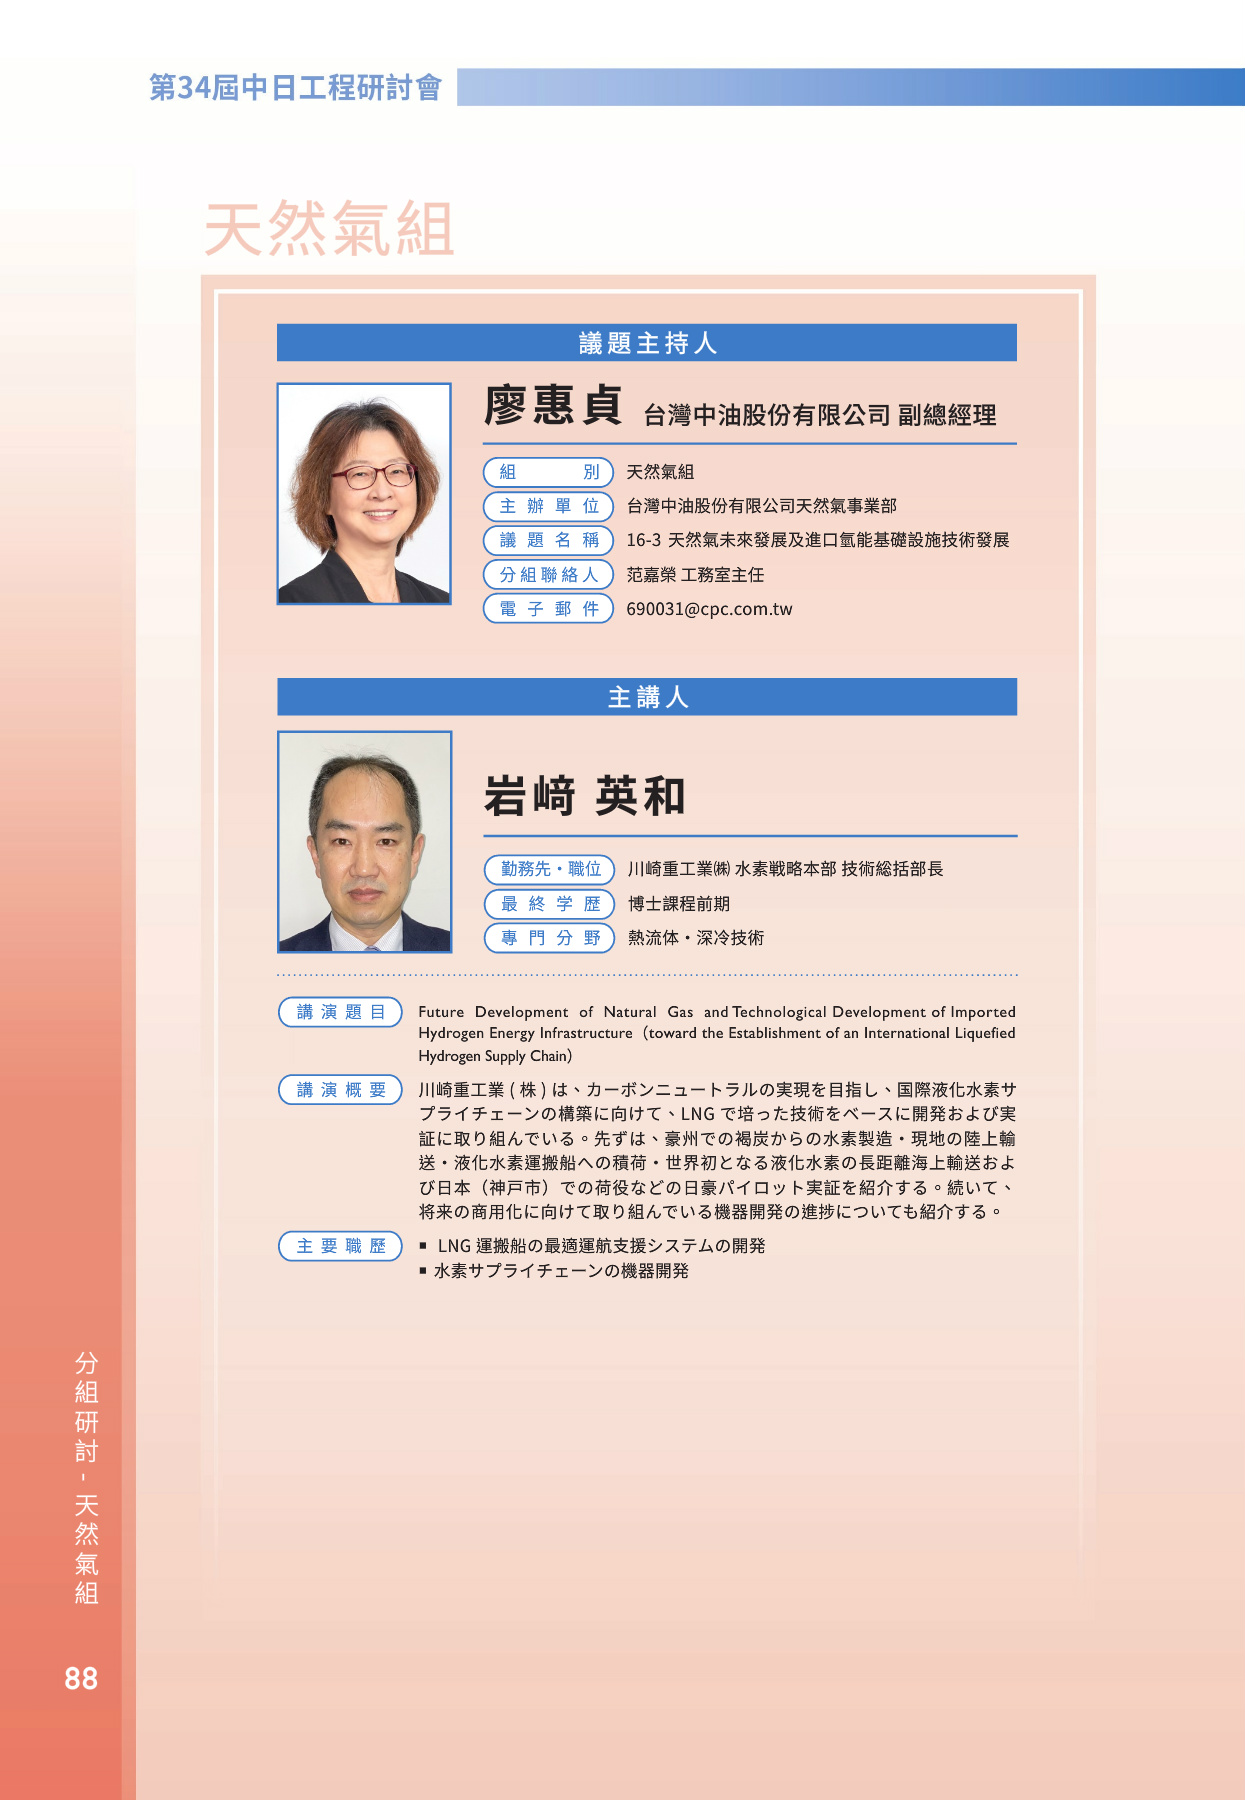 第34屆中日工程研討會
天然氣組
議題主持人
廖惠貞 台灣中油股份有限公司 副總經理
組別 天然氣組
主辦單位 台灣中油股份有限公司天然氣事業部
議題名稱 16-3 天然氣未來發展及進口氫能基礎設施技術發展
分組聯絡人 范嘉榮 工務室主任
電子郵件 690031@cpc.com.tw
主講人
岩﨑 英和
勤務先・職位 川崎重工業㈱ 水素戦略本部 技術総括部長
最終学歴 博士課程前期
專門分野 熱流体・深冷技術
講演題目 Future Development of Natural Gas and Technological Development of Imported
Hydrogen Energy Infrastructure（toward the Establishment of an International Liquefied
Hydrogen Supply Chain）
講演概要 川崎重工業 ( 株 ) は、カーボンニュートラルの実現を目指し、国際液化水素サ
プライチェーンの構築に向けて、LNG で培った技術をベースに開発および実
証に取り組んでいる。先ずは、豪州での褐炭からの水素製造・現地の陸上輸
送・液化水素運搬船への積荷・世界初となる液化水素の長距離海上輸送およ
び日本（神戸市）での荷役などの日豪パイロット実証を紹介する。続いて、
将来の商用化に向けて取り組んでいる機器開発の進捗についても紹介する。
主要職歷 ▪ LNG 運搬船の最適運航支援システムの開発
▪ 水素サプライチェーンの機器開発
分組研討-天然氣組
88